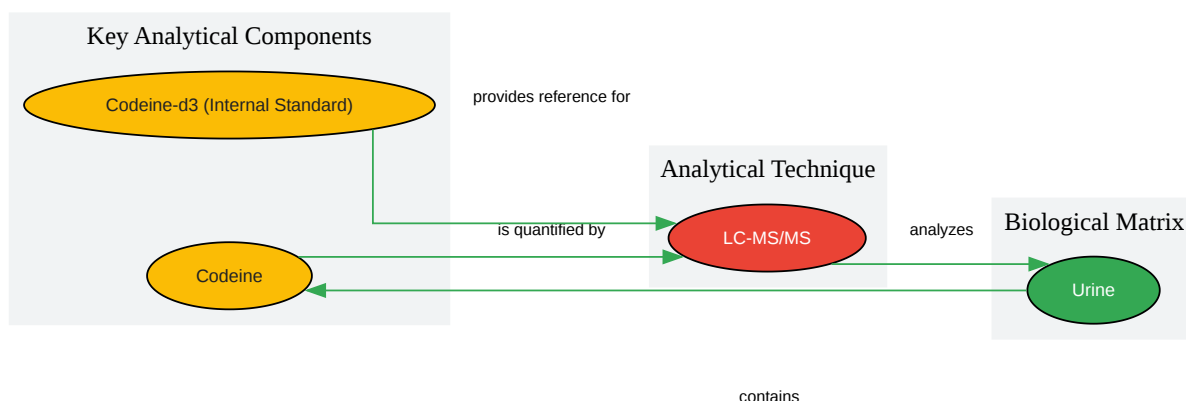 Key Analytical Components
Codeine-d3 (Internal Standard)
provides reference for
Analytical Technique
Biological Matrix
is quantified by
LC-MS/MS
analyzes
Codeine
Urine
contains